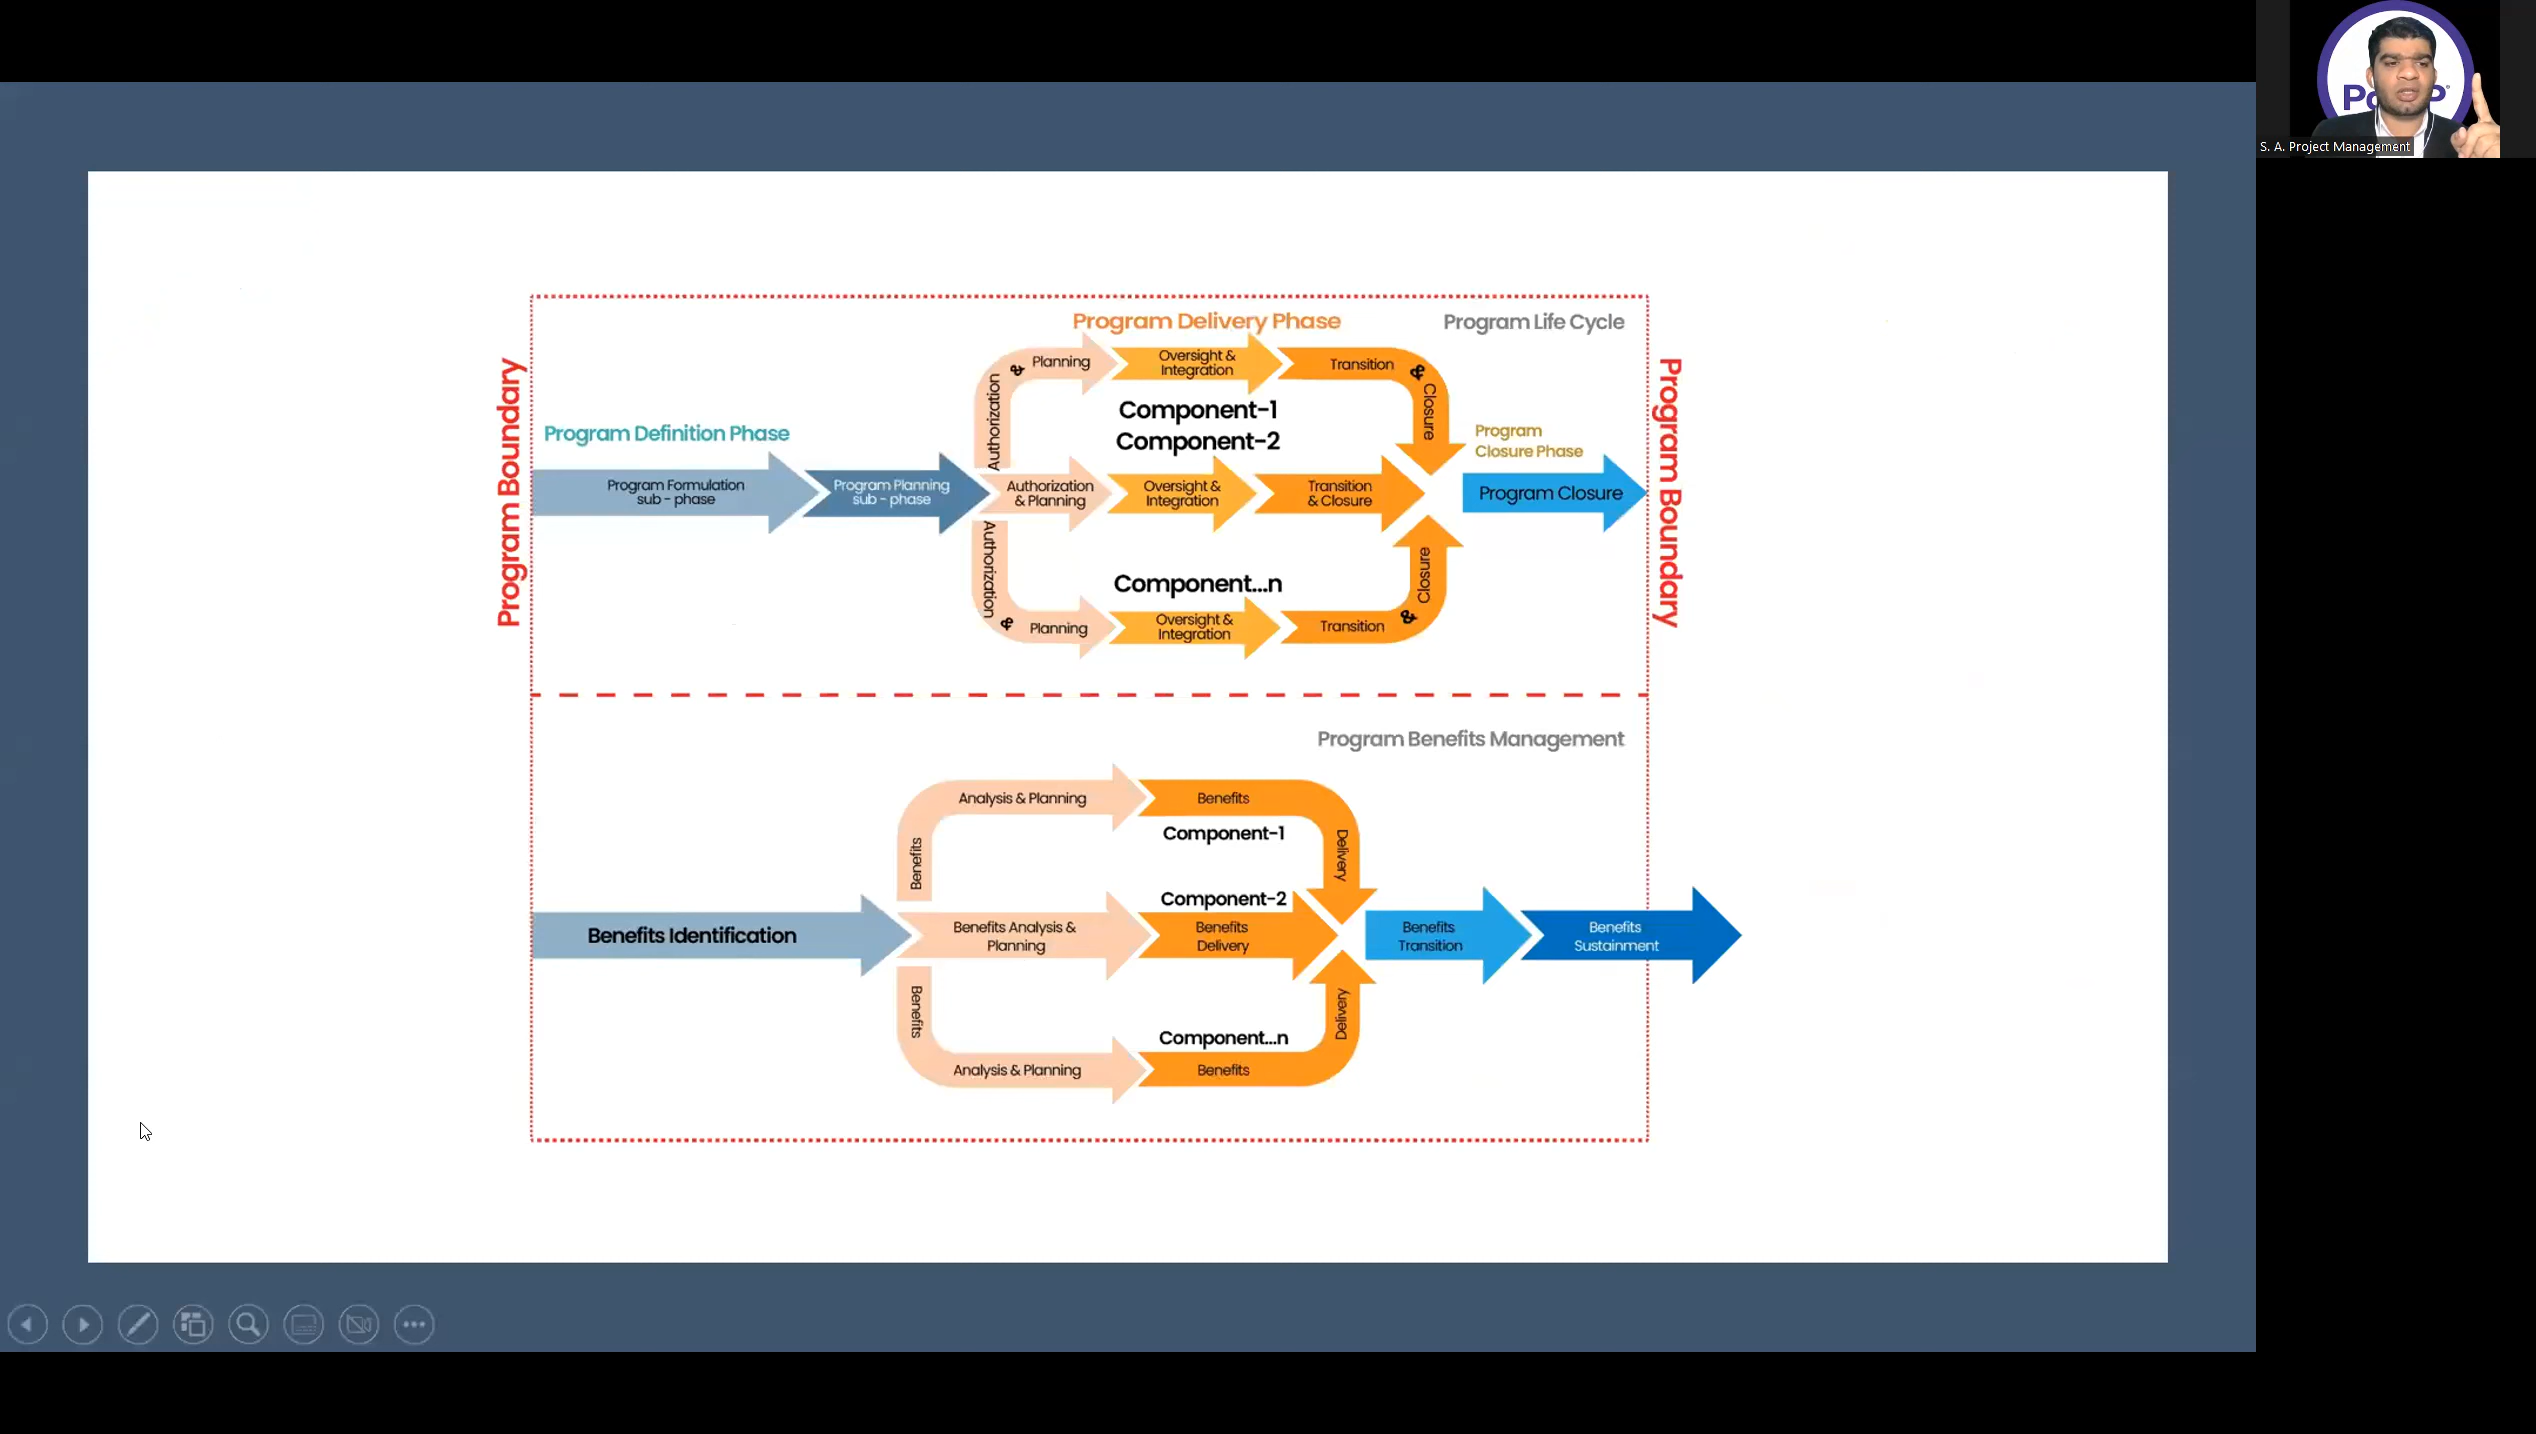 S. A. Project Management
Program Boundary
Program Delivery Phase
Program Life Cycle
Authorization & Planning
Oversight &
Integration
Transition & Closure
Component-1
Component-2
Program Definition Phase
Program Formulation
sub - phase
Program Planning
sub - phase
Authorization
& Planning
Oversight &
Integration
Transition
& Closure
Program
Closure Phase
Program Closure
Program Boundary
Component...n
Authorization & Planning
Oversight &
Integration
Transition & Closure
Program Benefits Management
Benefits Analysis & Planning
Benefits Delivery
Component-1
Component-2
Benefits Identification
Benefits Analysis &
Planning
Benefits
Delivery
Benefits
Transition
Benefits
Sustainment
Component...n
Benefits Analysis & Planning
Benefits Delivery